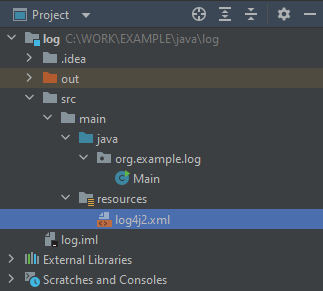 Project
log C:\WORK\EXAMPLE\java\log
.idea
out
src
main
java
org.example.log
Main
resources
log4j2.xml
log.iml
External Libraries
Scratches and Consoles